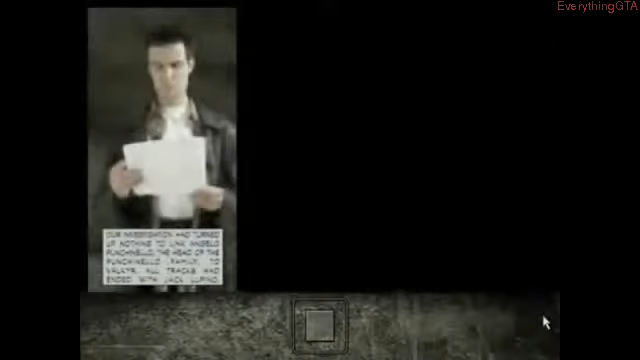 EverythingGTA
OUR INVESTIGATION HAD TURNED
UP NOTHING TO LINK ANGELO
PUNCHINELLO, THE HEAD OF THE
PUNCHINELLO FAMILY, TO
VALKYR. ALL TRACKS HAD
ENDED WITH JACK LUPINO.